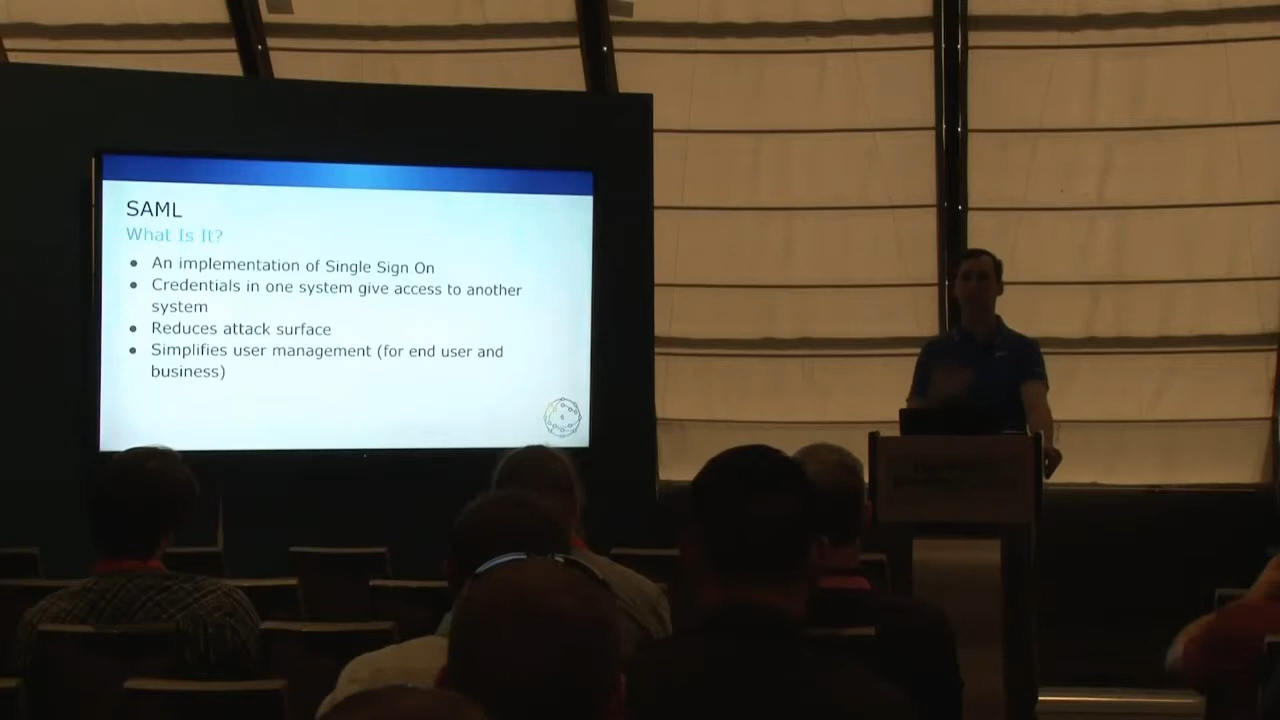 SAML
What Is It?
• An implementation of Single Sign On
• Credentials in one system give access to another
system
• Reduces attack surface
• Simplifies user management (for end user and
business)
6